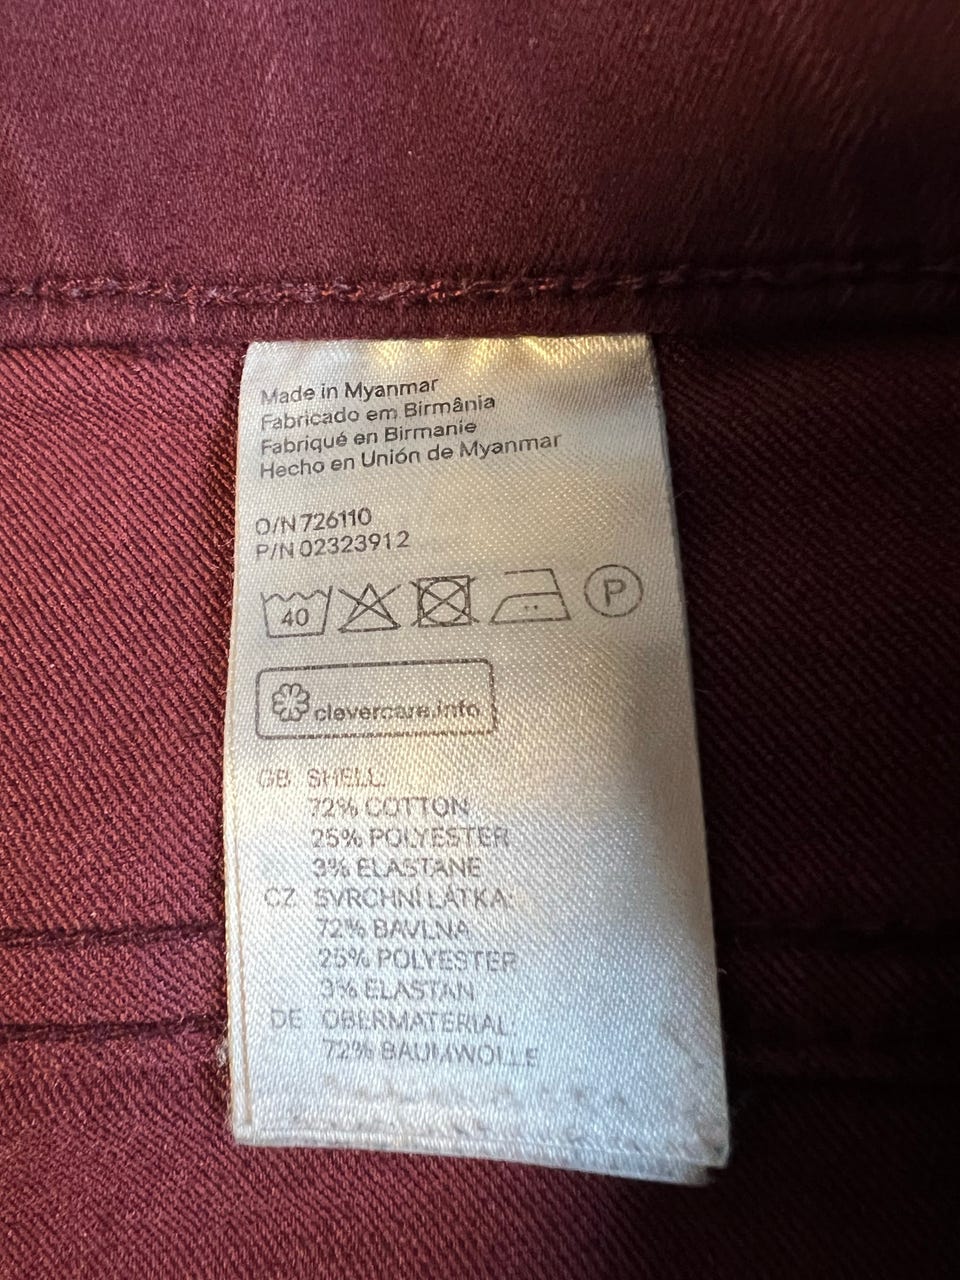 Made in Myanmar
Fabricado em Birmânia
Fabriqué en Birmanie
Hecho en Unión de Myanmar
O/N 726110
P/N 02323912
40 P
clevercare.info
GB SHELL:
72% COTTON
25% POLYESTER
3% ELASTANE
CZ SVRCHNI LÁTKA:
72% BAVLNA
25% POLYESTER
3% ELASTAN
DE OBERMATERIAL
72% BAUMWOLLE